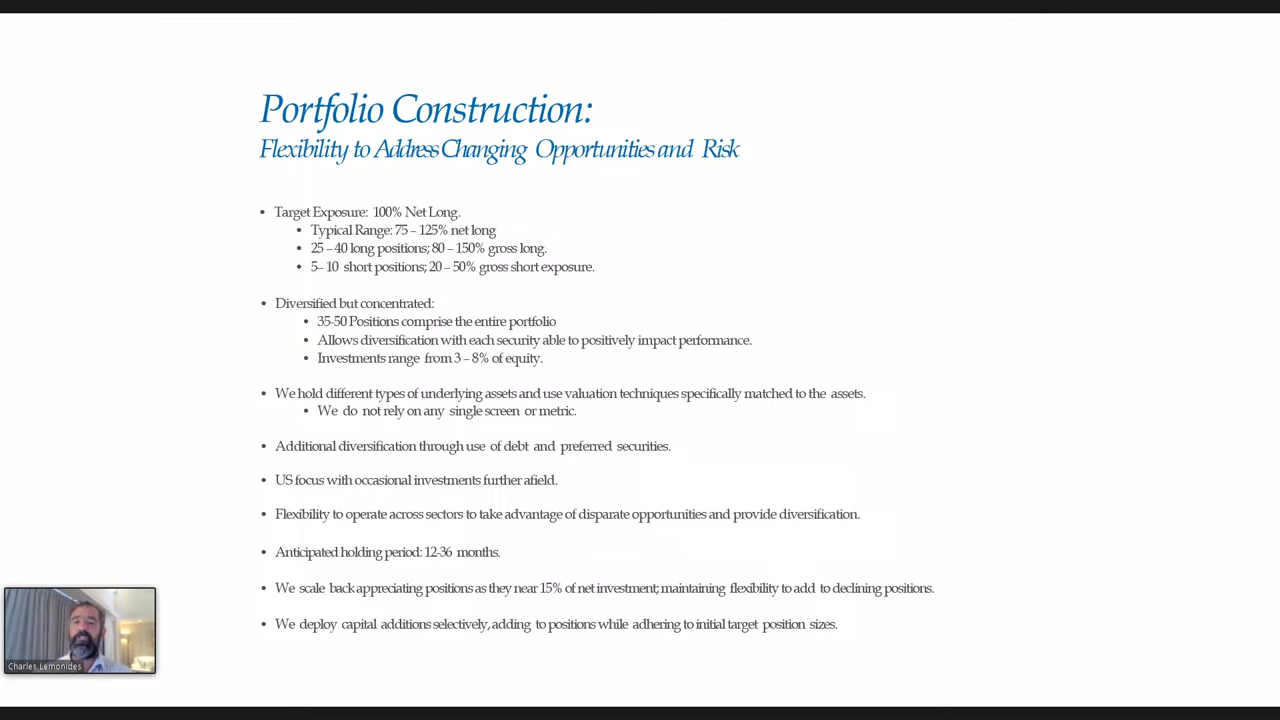 Portfolio Construction:
Flexibility to Address Changing Opportunities and Risk
• Target Exposure: 100% Net Long.
• Typical Range: 75 – 125% net long
• 25 – 40 long positions; 80 – 150% gross long.
• 5– 10 short positions; 20 – 50% gross short exposure.
• Diversified but concentrated:
• 35-50 Positions comprise the entire portfolio
• Allows diversification with each security able to positively impact performance.
• Investments range from 3 – 8% of equity.
• We hold different types of underlying assets and use valuation techniques specifically matched to the assets.
• We do not rely on any single screen or metric.
• Additional diversification through use of debt and preferred securities.
• US focus with occasional investments further afield.
• Flexibility to operate across sectors to take advantage of disparate opportunities and provide diversification.
• Anticipated holding period: 12-36 months.
• We scale back appreciating positions as they near 15% of net investment; maintaining flexibility to add to declining positions.
• We deploy capital additions selectively, adding to positions while adhering to initial target position sizes.
Charles Lemonides